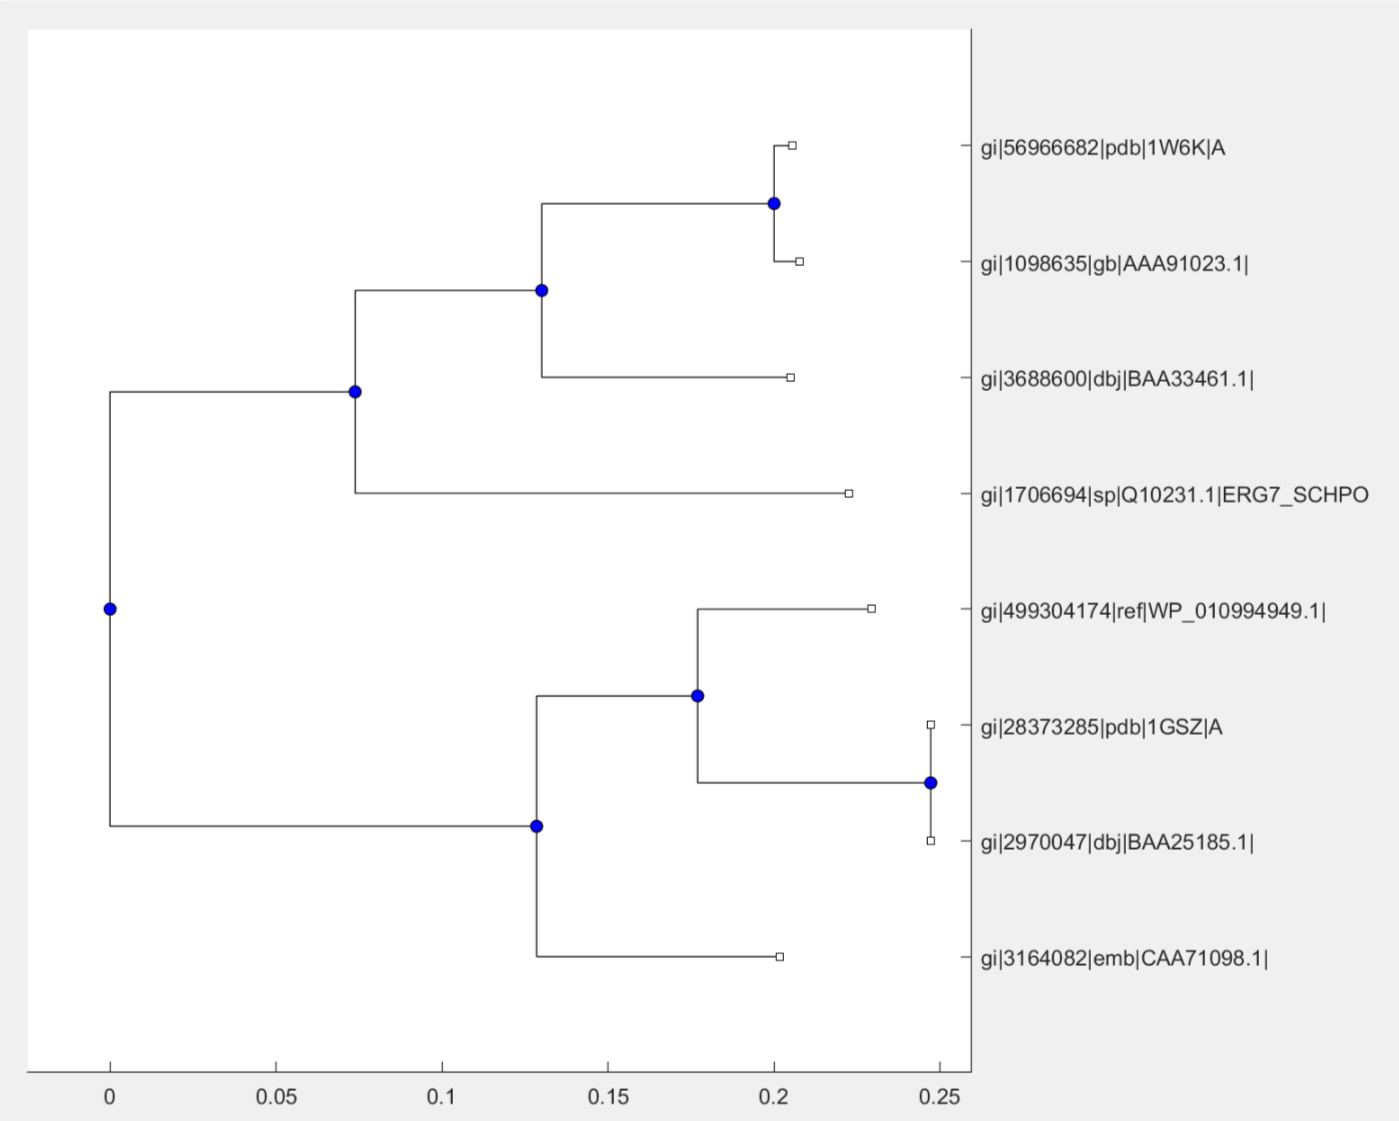 gi|56966682|pdb|1W6K|A
gi|1098635|gb|AAA91023.1|
gi|3688600|dbj|BAA33461.1|
gi|1706694|sp|Q10231.1|ERG7_SCHPO
gi|499304174|ref|WP_010994949.1|
gi|28373285|pdb|1GSZ|A
gi|2970047|dbj|BAA25185.1|
gi|3164082|emb|CAA71098.1|
0 0.05 0.1 0.15 0.2 0.25